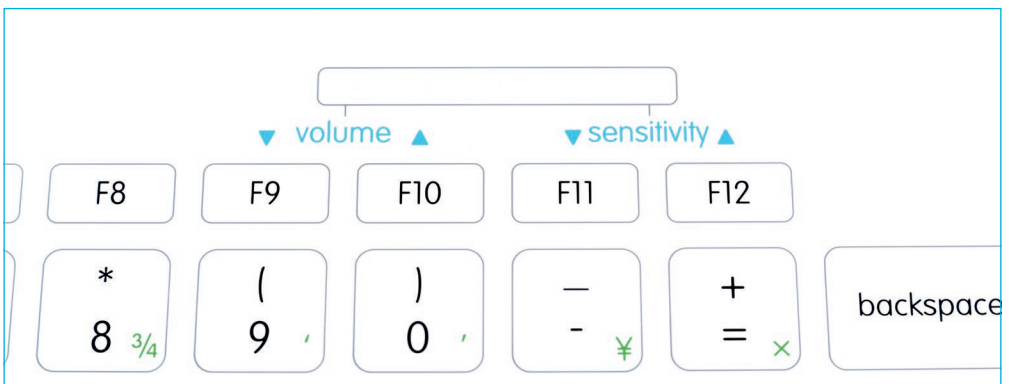 ▼ volume ▲ ▼ sensitivity ▲
F8 F9 F10 F11 F12
* ( ) — +
8 ¾ 9 ‘ 0 ’ - ¥ = × backspace